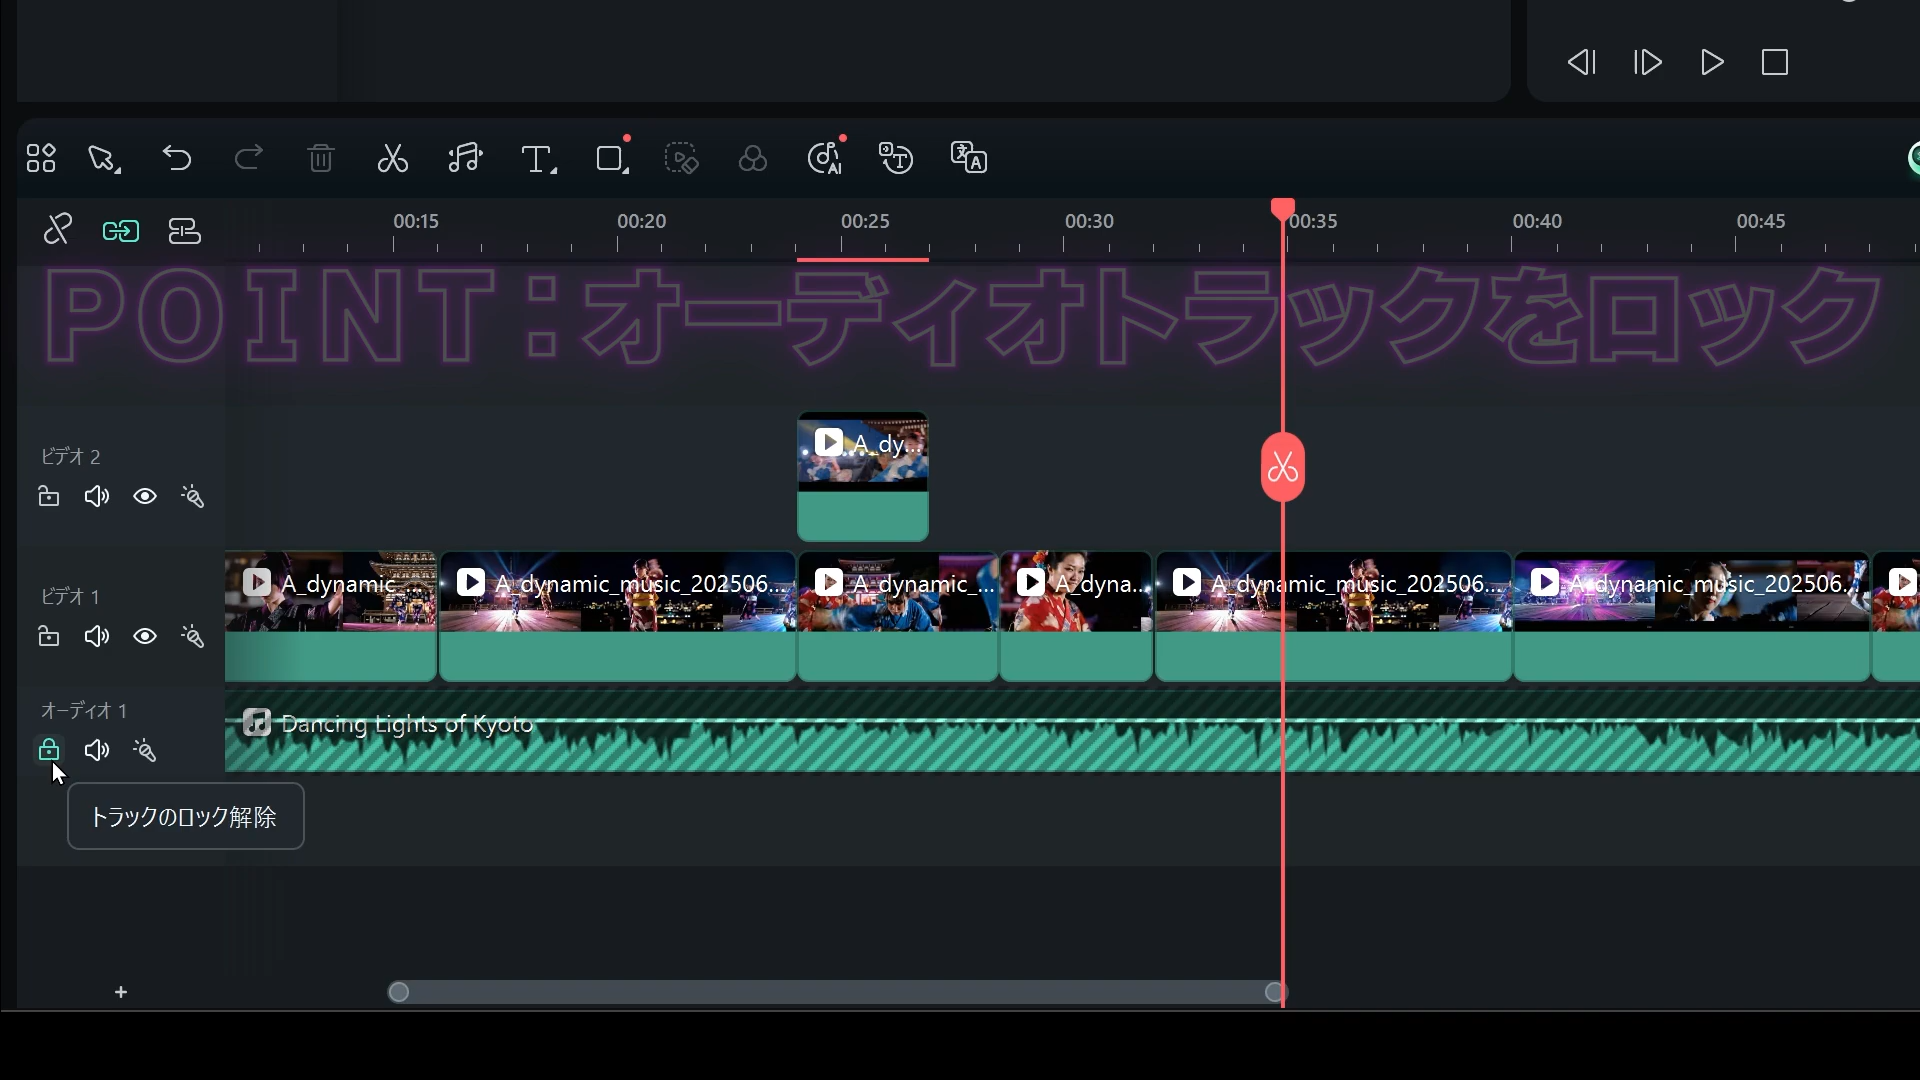 00:15 00:20 00:25 00:30 00:35 00:40 00:45
POINT:オーディオトラックをロック
ビデオ 2
A_dy...
ビデオ 1
A_dynamic_...
A_dynamic_music_202506...
A_dynamic_...
A_dyna...
A_dynamic_music_202506...
A_dynamic_music_202506...
オーディオ 1
Dancing Lights of Kyoto
トラックのロック解除